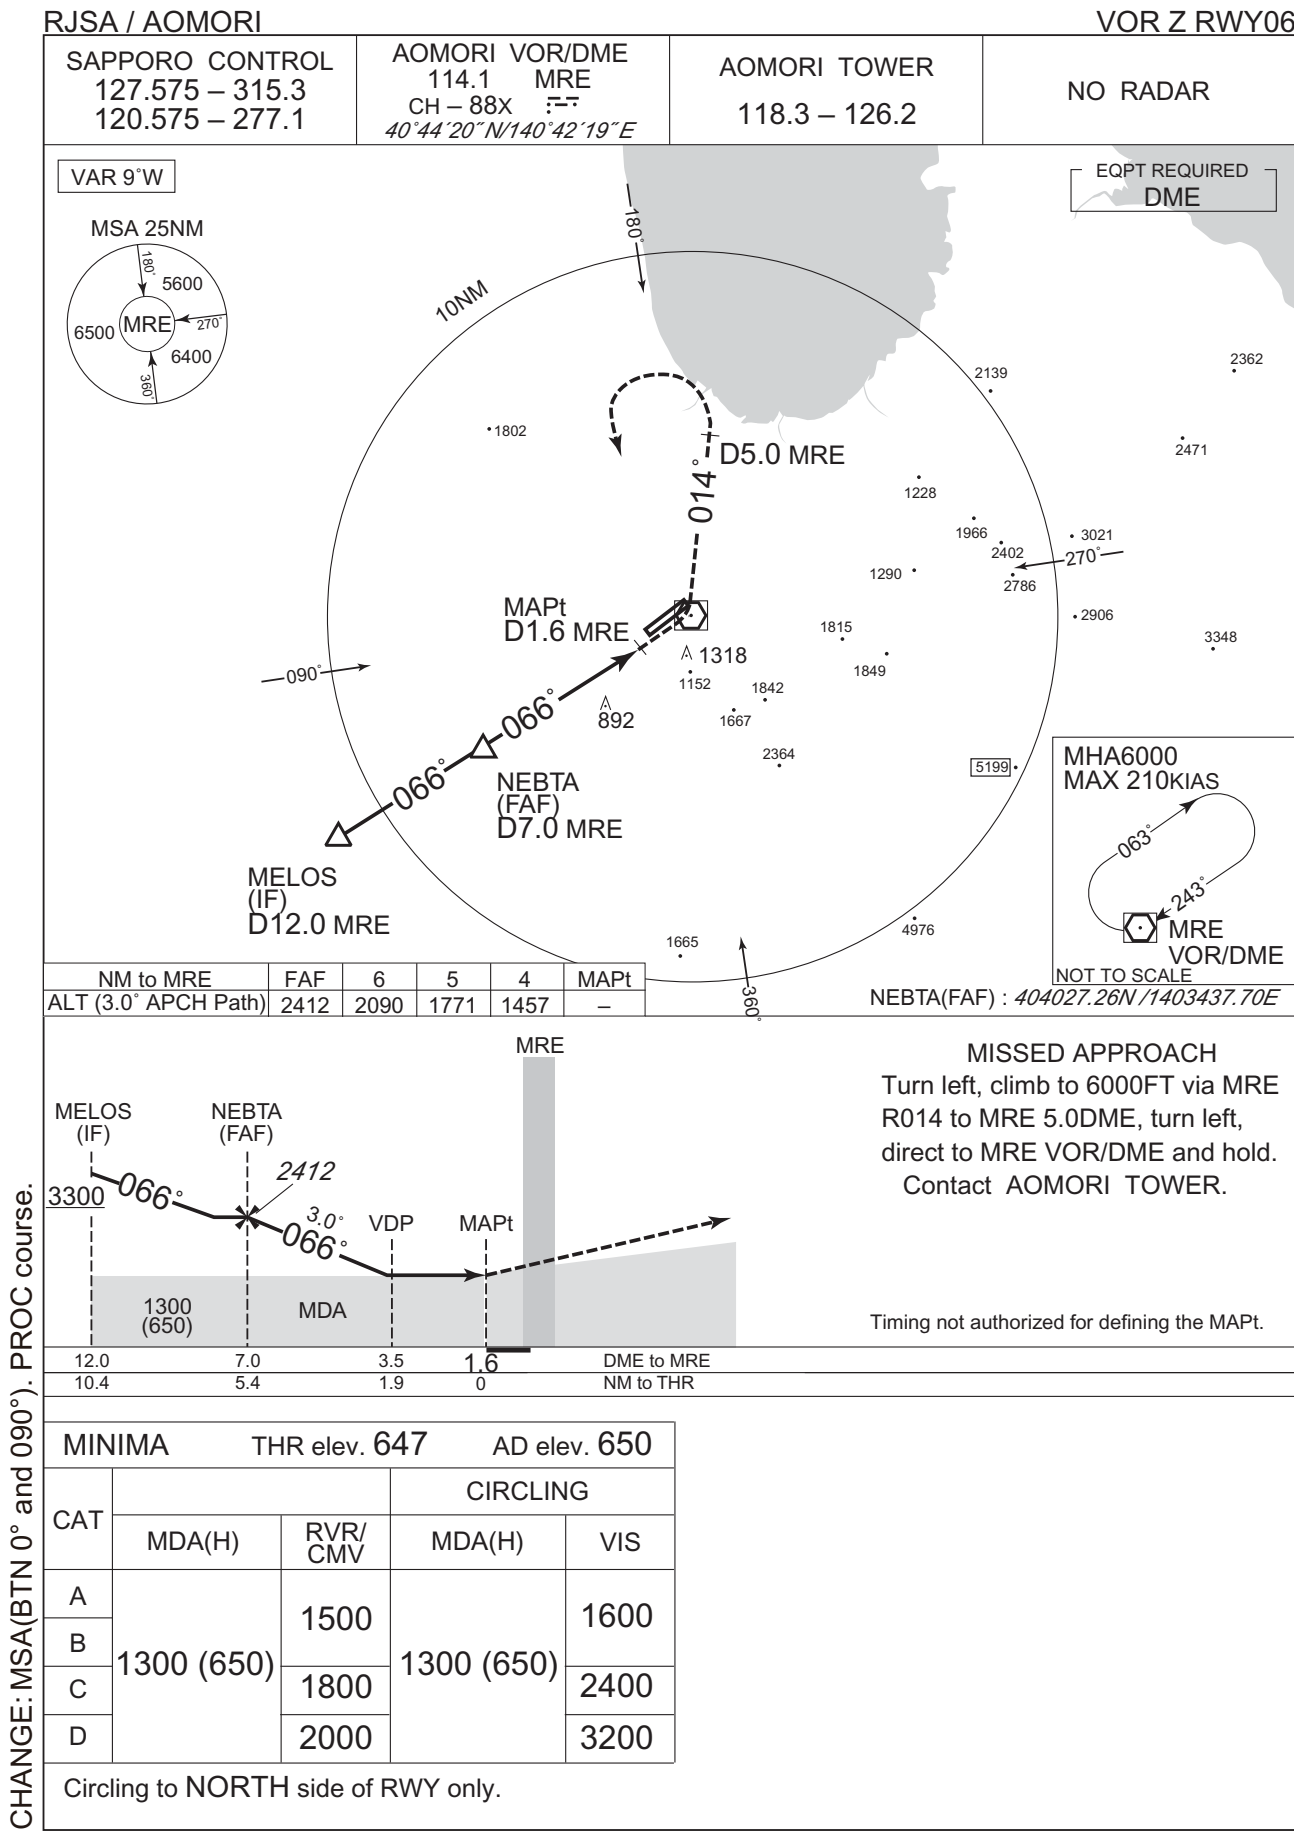 RJSA / AOMORI
VOR Z RWY06
SAPPORO CONTROL
127.575 – 315.3
120.575 – 277.1
AOMORI VOR/DME
114.1 MRE
CH – 88X
40°44´20˝N/140°42´19˝E
AOMORI TOWER
118.3 – 126.2
NO RADAR
VAR 9°W
EQPT REQUIRED
DME
MSA 25NM
180°
5600
6500
MRE
270°
6400
360°
180°
10NM
2139
2362
1802
2471
D5.0 MRE
014°
1228
1966
2402
3021
270°
1290
2786
MAPt
D1.6 MRE
2906
1815
3348
1318
1849
090°
1152
1842
066°
892
1667
2364
5199
066°
NEBTA
(FAF)
D7.0 MRE
MELOS
(IF)
D12.0 MRE
4976
1665
360°
MHA6000
MAX 210KIAS
063°
243°
MRE
VOR/DME
NOT TO SCALE
NEBTA(FAF) : 404027.26N /1403437.70E
NM to MRE FAF 6 5 4 MAPt
ALT (3.0° APCH Path) 2412 2090 1771 1457 –
MRE
MELOS
(IF)
NEBTA
(FAF)
2412
3300
066°
3.0°
066°
VDP
MAPt
1300
(650)
MDA
12.0 7.0 3.5 1.6 DME to MRE
10.4 5.4 1.9 0 NM to THR
MISSED APPROACH
Turn left, climb to 6000FT via MRE
R014 to MRE 5.0DME, turn left,
direct to MRE VOR/DME and hold.
Contact AOMORI TOWER.
Timing not authorized for defining the MAPt.
MINIMA THR elev. 647 AD elev. 650
CAT
CIRCLING
MDA(H)
RVR/
CMV
MDA(H)
VIS
A
B
C
D
1300 (650)
1500
1800
2000
1300 (650)
1600
2400
3200
Circling to NORTH side of RWY only.
CHANGE: MSA(BTN 0° and 090°). PROC course.